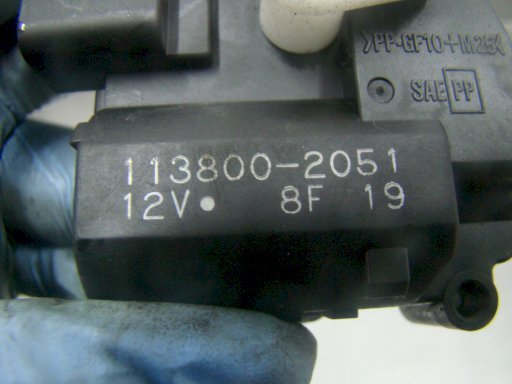 >PP-GF10+M25<
SAE PP
113800-2051
12V● 8F 19